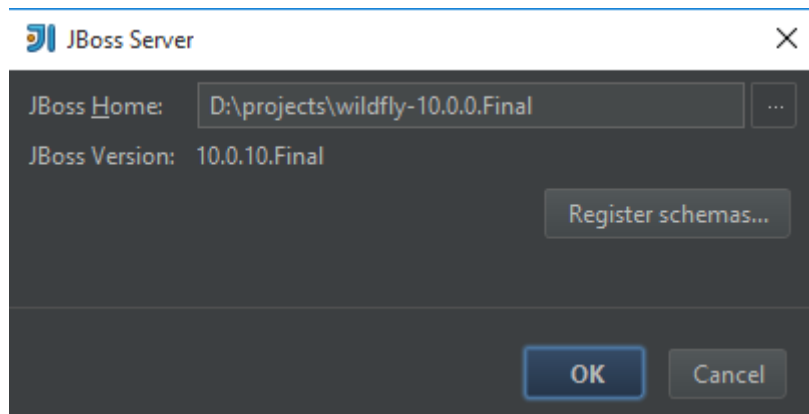 JBoss Server
JBoss Home: D:\projects\wildfly-10.0.0.Final ...
JBoss Version: 10.0.10.Final
Register schemas...
OK Cancel